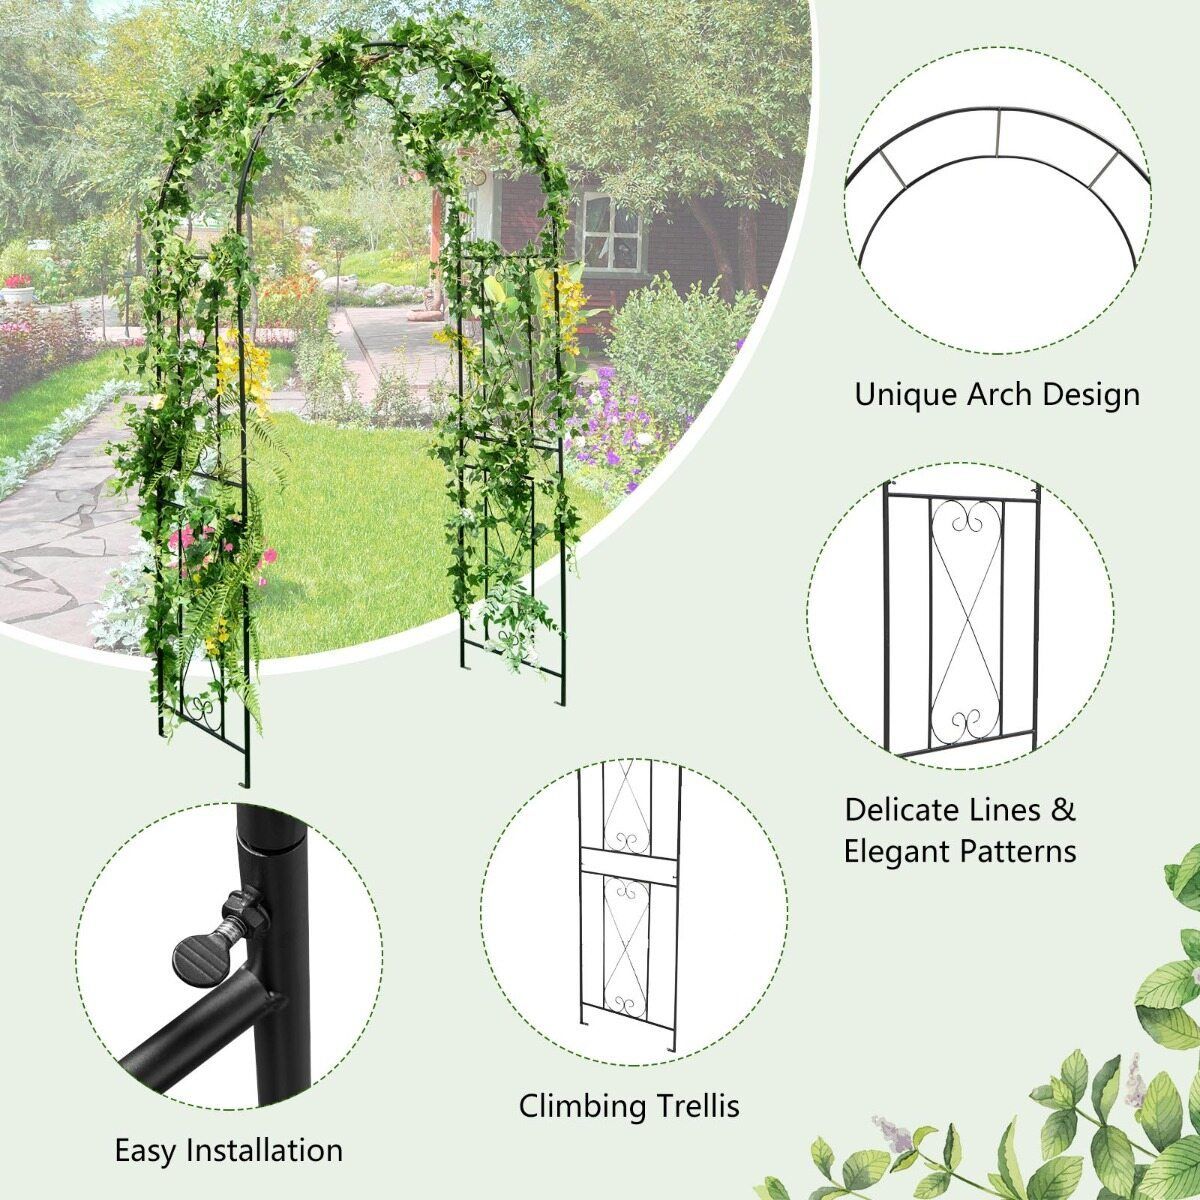 Unique Arch Design
Delicate Lines &
Elegant Patterns
Climbing Trellis
Easy Installation